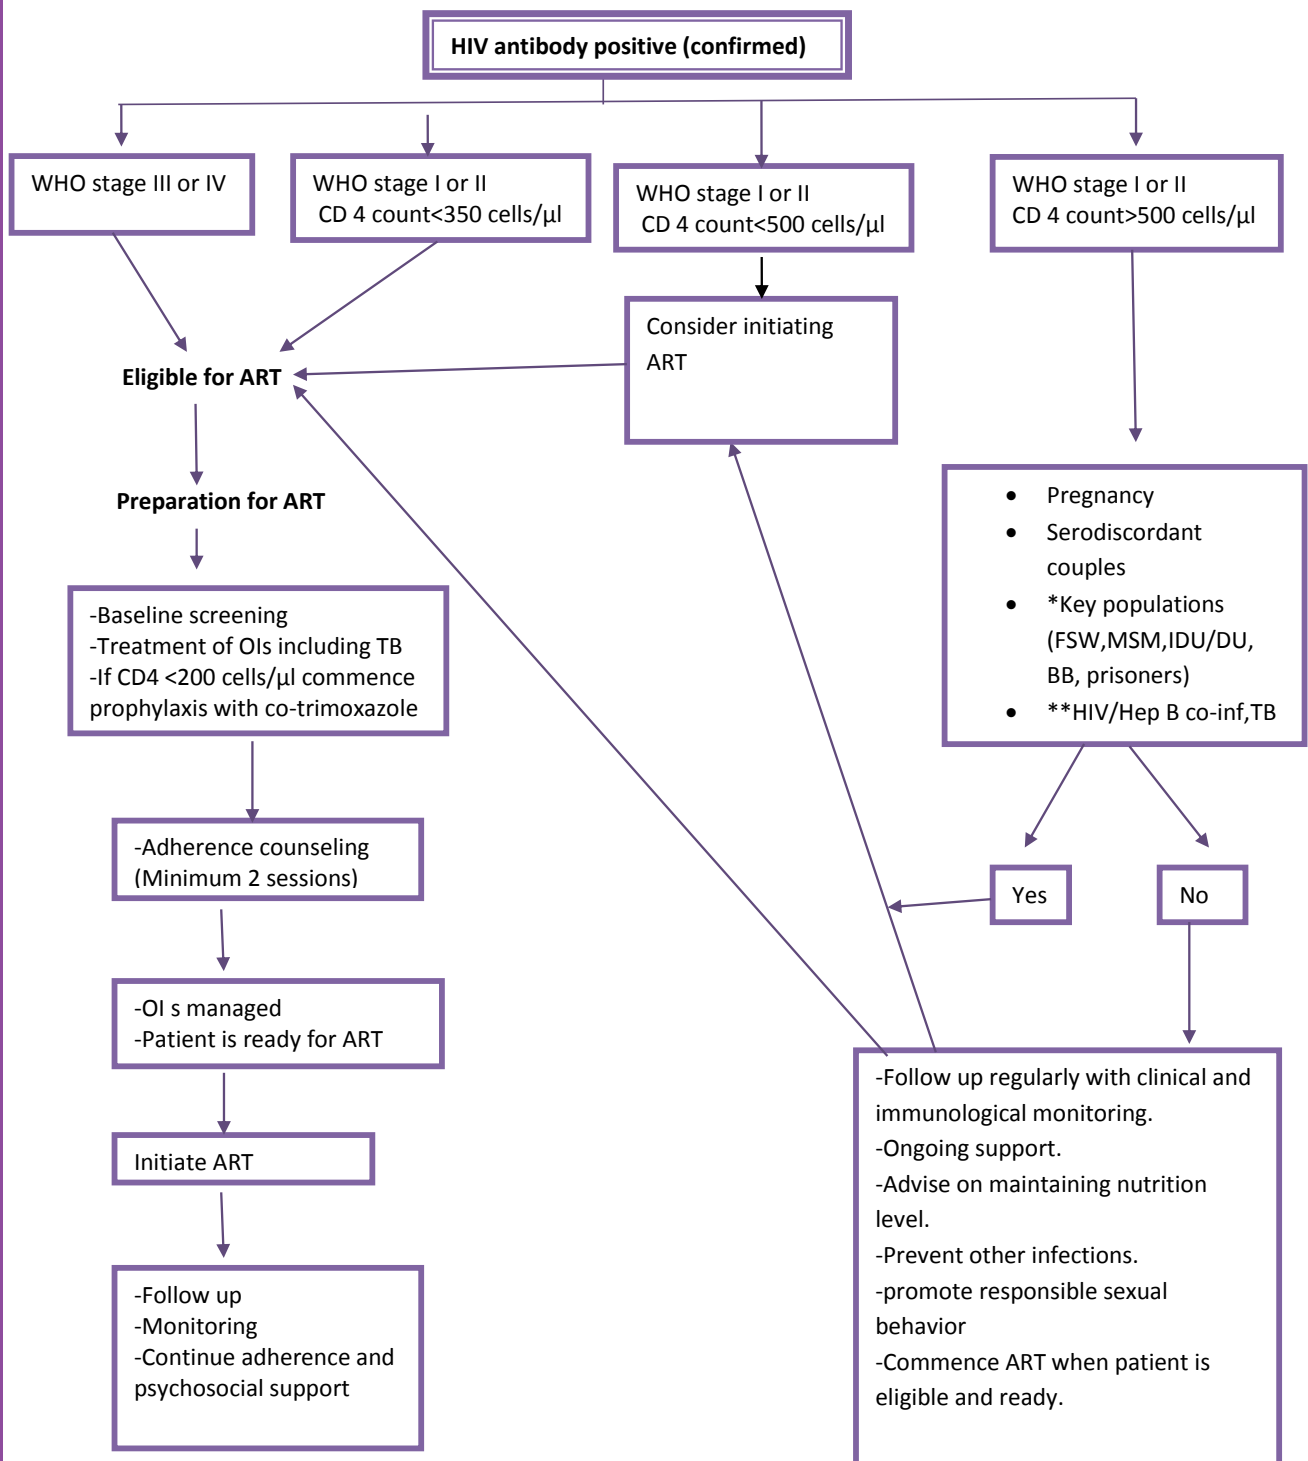 HIV antibody positive (confirmed)
WHO stage III or IV
WHO stage I or II
CD 4 count<350 cells/µl
WHO stage I or II
CD 4 count<500 cells/µl
WHO stage I or II
CD 4 count>500 cells/µl
Consider initiating
ART
Eligible for ART
Preparation for ART
-Baseline screening
-Treatment of OIs including TB
-If CD4 <200 cells/µl commence
prophylaxis with co-trimoxazole
• Pregnancy
• Serodiscordant
couples
• *Key populations
(FSW,MSM,IDU/DU,
BB, prisoners)
• **HIV/Hep B co-inf,TB
-Adherence counseling
(Minimum 2 sessions)
Yes
No
-OI s managed
-Patient is ready for ART
Initiate ART
-Follow up
-Monitoring
-Continue adherence and
psychosocial support
-Follow up regularly with clinical and
immunological monitoring.
-Ongoing support.
-Advise on maintaining nutrition
level.
-Prevent other infections.
-promote responsible sexual
behavior
-Commence ART when patient is
eligible and ready.